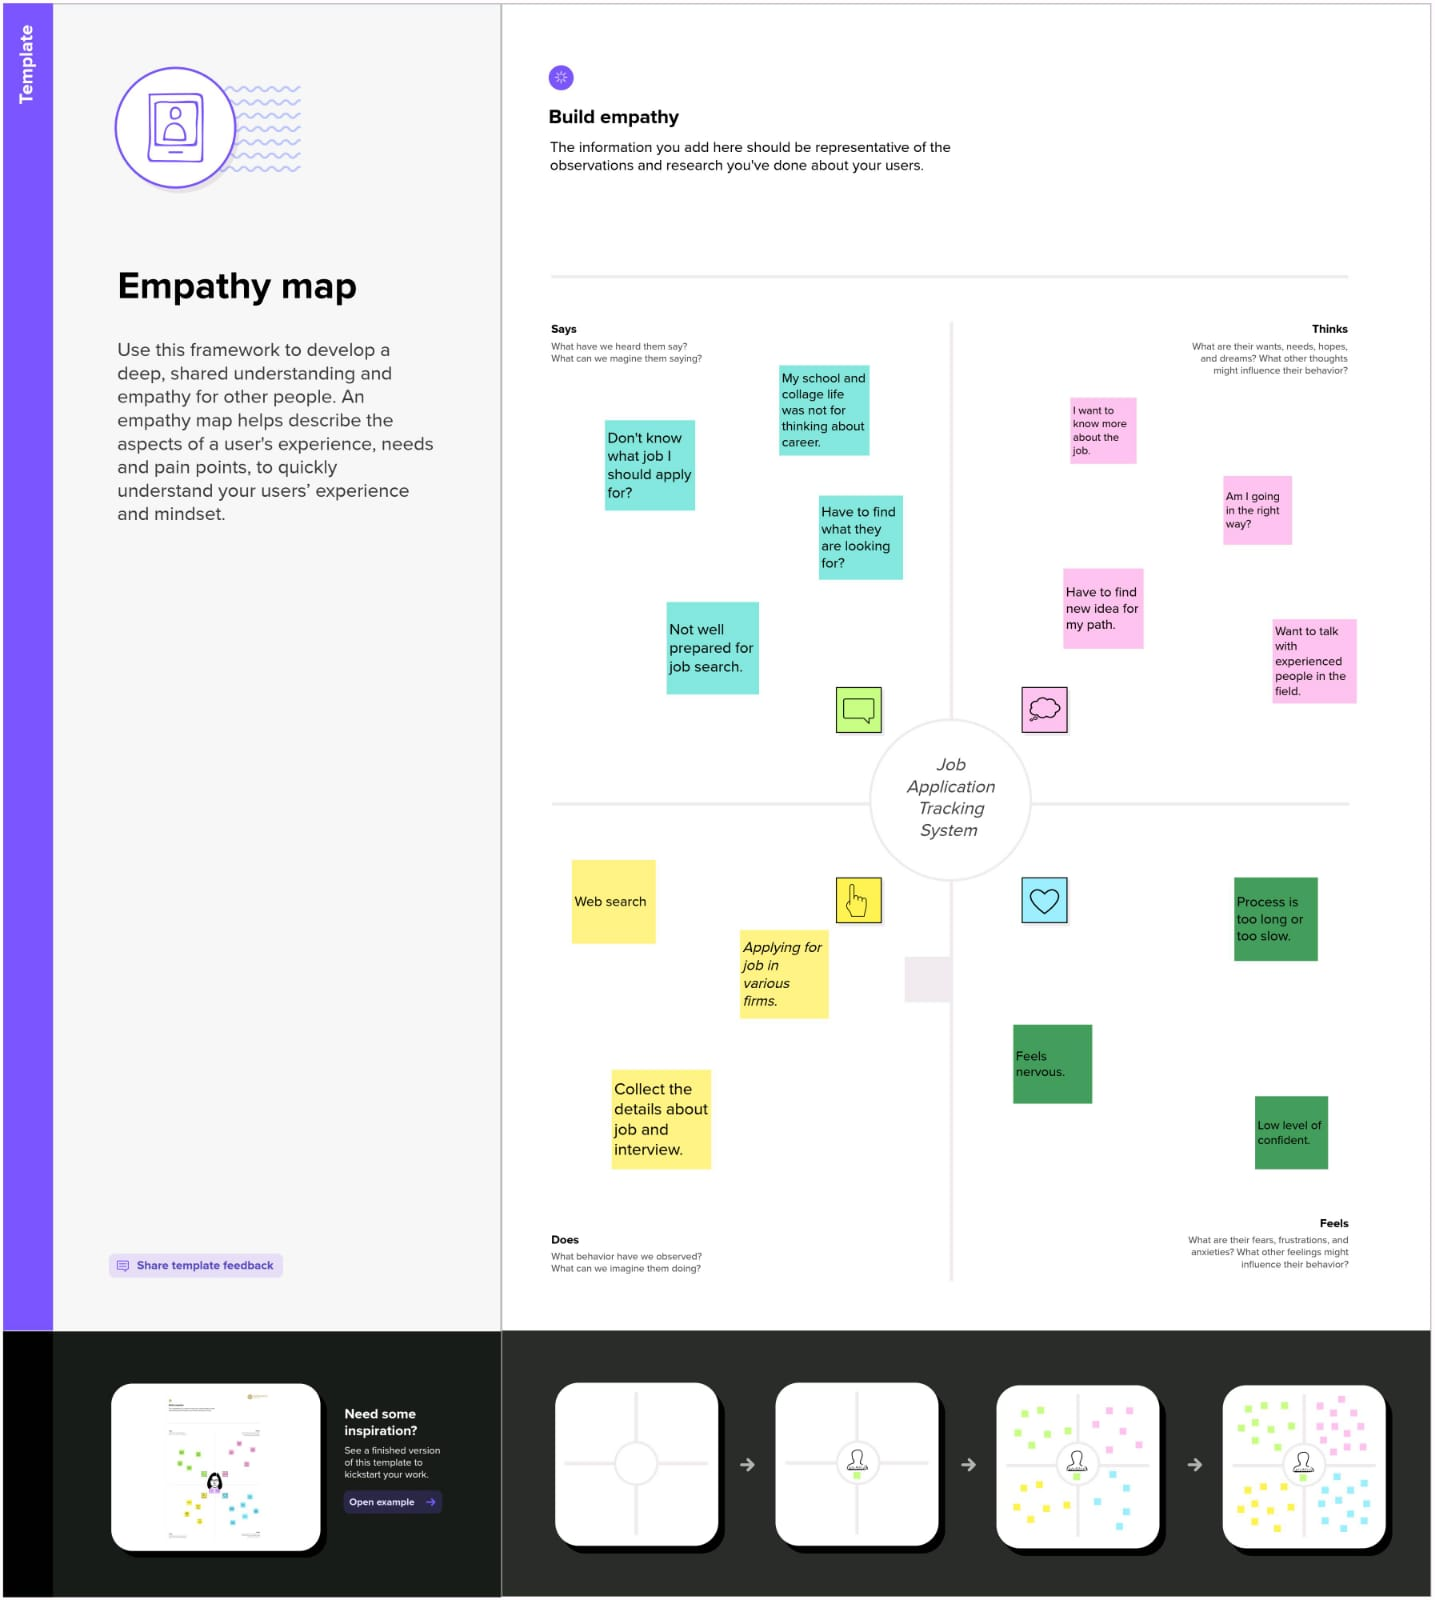 Template
Empathy map
Use this framework to develop a
deep, shared understanding and
empathy for other people. An
empathy map helps describe the
aspects of a user's experience, needs
and pain points, to quickly
understand your users’ experience
and mindset.
Share template feedback
Build empathy
The information you add here should be representative of the
observations and research you've done about your users.
Says
What have we heard them say?
What can we magine them saying?
My school and
collage life
was not for
thinking about
career.
Don't know
what job I
should apply
for?
Have to find
what they
are looking
for?
Not well
prepared for
job search.
Thinks
What are their wants, needs, hopes,
and dreams? What other thoughts
might influence their behavior?
I want to
know more
about the
job.
Am I going
in the right
way?
Have to find
new idea for
my path.
Want to talk
with
experienced
people in the
field.
Job
Application
Tracking
System
Web search
Applying for
job in
various
firms.
Collect the
details about
job and
interview.
Does
What behavior have we observed?
What can we imagine them doing?
Process is
too long or
too slow.
Feels
nervous.
Low level of
confident.
Feels
What are their fears, frustrations, and
anxieties? What other feelings might
influence their behavior?
Need some
inspiration?
See a finished version
of this template to
kickstart your work.
Open example